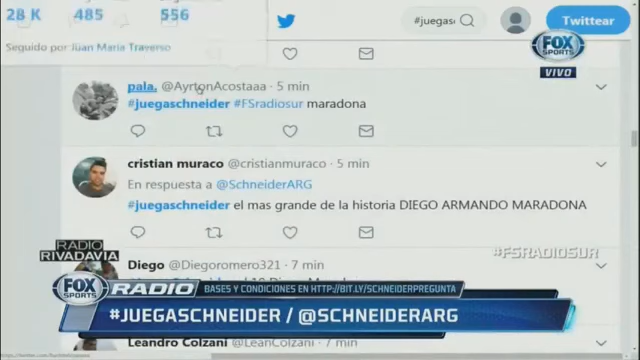 28 K 485 556
#juegasc
Twittear
Seguido por Juan Maria Traverso
FOX
SPORTS
VIVO
pala. @AyrtonAcostaaa · 5 min
#juegaschneider #FSradiosur maradona
cristian muraco @cristianmuraco · 5 min
En respuesta a @SchneiderARG
#juegaschneider el mas grande de la historia DIEGO ARMANDO MARADONA
RADIO
RIVADAVIA
#FSRADIOSUR
Diego @Diegoromero321 · 7 min
FOX
SPORTS
RADIO
BASES Y CONDICIONES EN HTTP://BIT.LY/SCHNEIDERPREGUNTA
#JUEGASCHNEIDER / @SCHNEIDERARG
Leandro Colzani @LeanColzani · 7 min